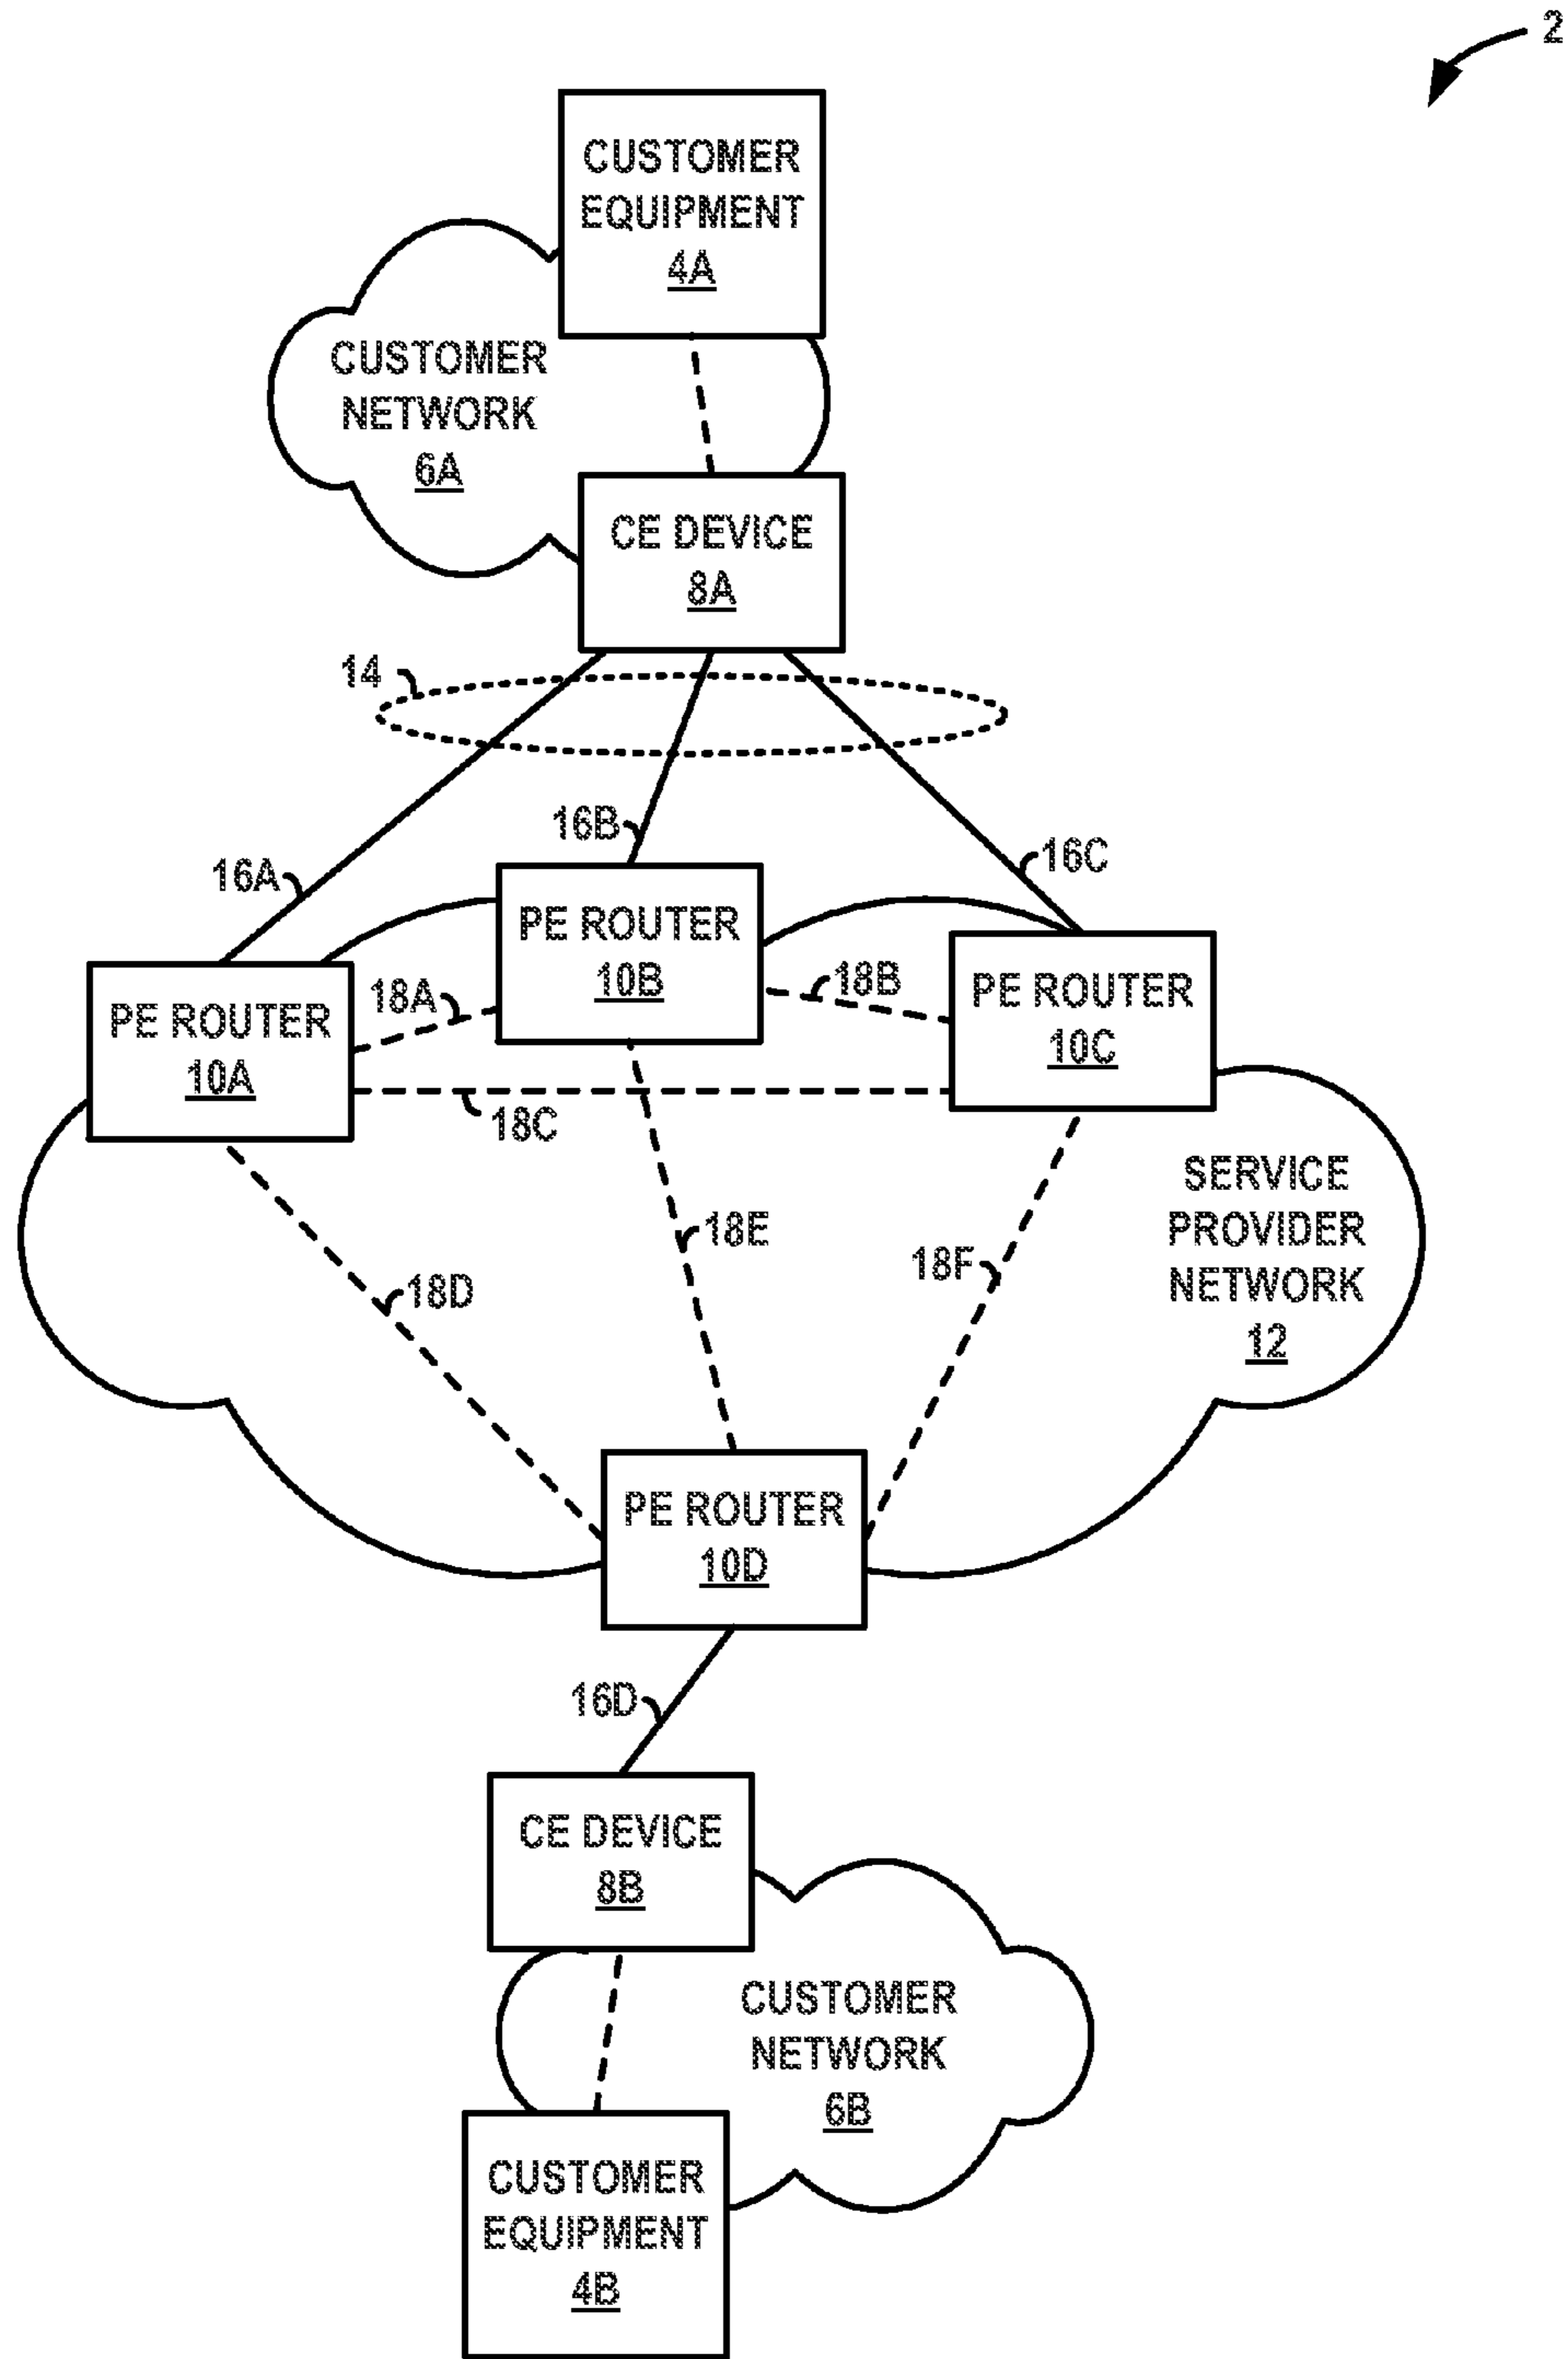 2
CUSTOMER
EQUIPMENT
4A
CUSTOMER
NETWORK
6A
CE DEVICE
8A
14
16B
16C
16A
PE ROUTER
10B
18A
18B
PE ROUTER
10C
PE ROUTER
10A
18C
SERVICE
PROVIDER
NETWORK
12
18E
18F
18D
PE ROUTER
10D
16D
CE DEVICE
8B
CUSTOMER
NETWORK
6B
CUSTOMER
EQUIPMENT
4B